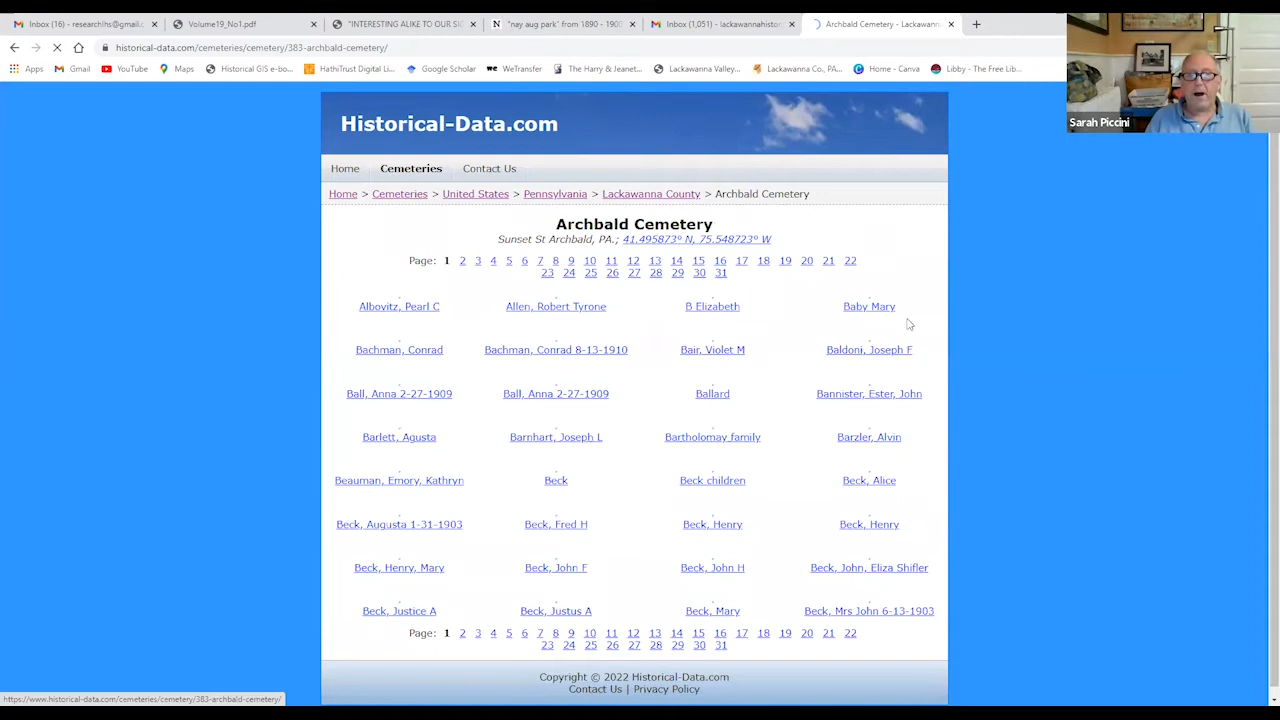 Inbox (16) - researchlhs@gmail.c
Volume19_No1.pdf
"INTERESTING ALIKE TO OUR SI
"nay aug park" from 1890 - 1900
Inbox (1,051) - lackawannahistor
Archbald Cemetery - Lackawann
historical-data.com/cemeteries/cemetery/383-archbald-cemetery/
Apps
Gmail
YouTube
Maps
Historical GIS e-bo...
HathiTrust Digital Li...
Google Scholar
WeTransfer
The Harry & Jeanet...
Lackawanna Valley...
Lackawanna Co., PA...
Home - Canva
Libby - The Free Lib...
Sarah Piccini
Historical-Data.com
Home Cemeteries Contact Us
Home > Cemeteries > United States > Pennsylvania > Lackawanna County > Archbald Cemetery
Archbald Cemetery
Sunset St Archbald, PA.; 41.495873º N, 75.548723º W
Page: 1 2 3 4 5 6 7 8 9 10 11 12 13 14 15 16 17 18 19 20 21 22
23 24 25 26 27 28 29 30 31
Albovitz, Pearl C Allen, Robert Tyrone B Elizabeth Baby Mary
Bachman, Conrad Bachman, Conrad 8-13-1910 Bair, Violet M Baldoni, Joseph F
Ball, Anna 2-27-1909 Ball, Anna 2-27-1909 Ballard Bannister, Ester, John
Barlett, Agusta Barnhart, Joseph L Bartholomay family Barzler, Alvin
Beauman, Emory, Kathryn Beck Beck children Beck, Alice
Beck, Augusta 1-31-1903 Beck, Fred H Beck, Henry Beck, Henry
Beck, Henry, Mary Beck, John F Beck, John H Beck, John, Eliza Shifler
Beck, Justice A Beck, Justus A Beck, Mary Beck, Mrs John 6-13-1903
Page: 1 2 3 4 5 6 7 8 9 10 11 12 13 14 15 16 17 18 19 20 21 22
23 24 25 26 27 28 29 30 31
Copyright © 2022 Historical-Data.com
Contact Us | Privacy Policy
https://www.historical-data.com/cemeteries/cemetery/383-archbald-cemetery/